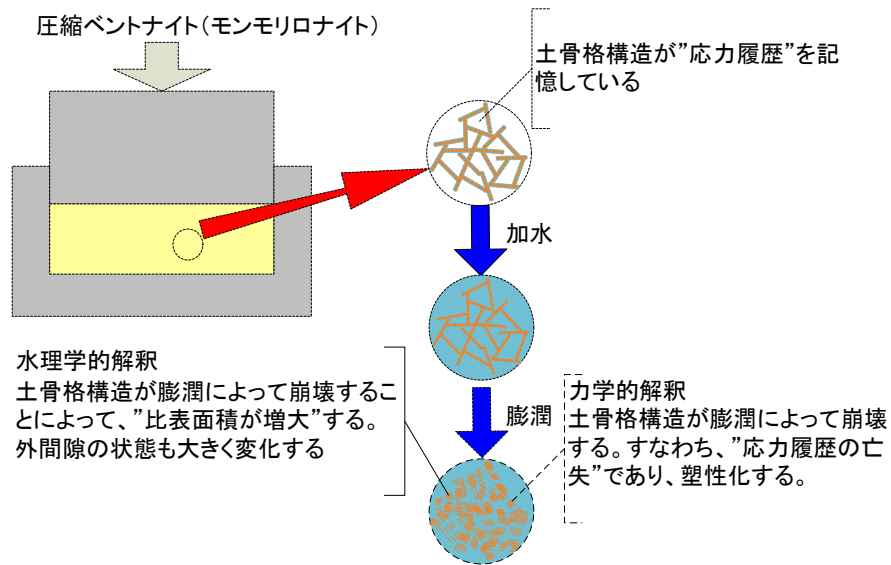 圧縮ベントナイト（モンモリロナイト）
土骨格構造が”応力履歴”を記
憶している
加水
水理学的解釈
土骨格構造が膨潤によって崩壊するこ
とによって、”比表面積が増大”する。
外間隙の状態も大きく変化する
膨潤
力学的解釈
土骨格構造が膨潤によって崩壊
する。すなわち、”応力履歴の亡
失”であり、塑性化する。